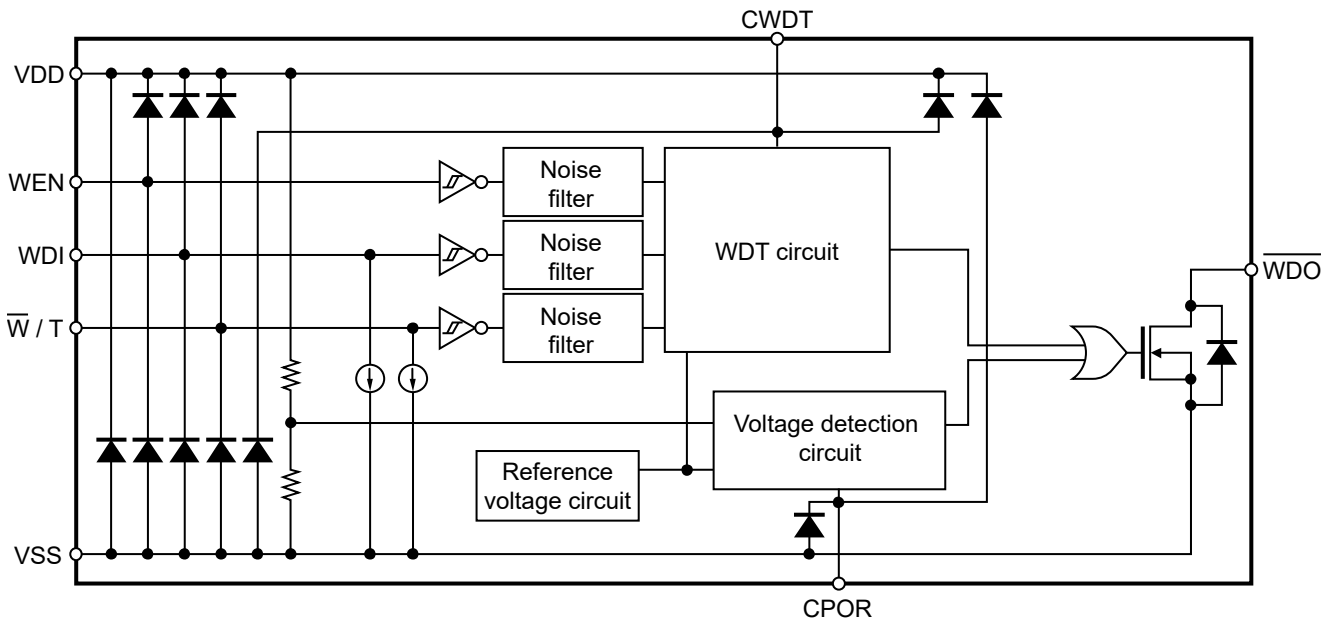 CWDT
VDD
WEN
Noise
filter
WDI
Noise
filter
WDT circuit
W̅ / T
Noise
filter
W̅D̅O̅
Voltage detection
circuit
Reference
voltage circuit
VSS
CPOR